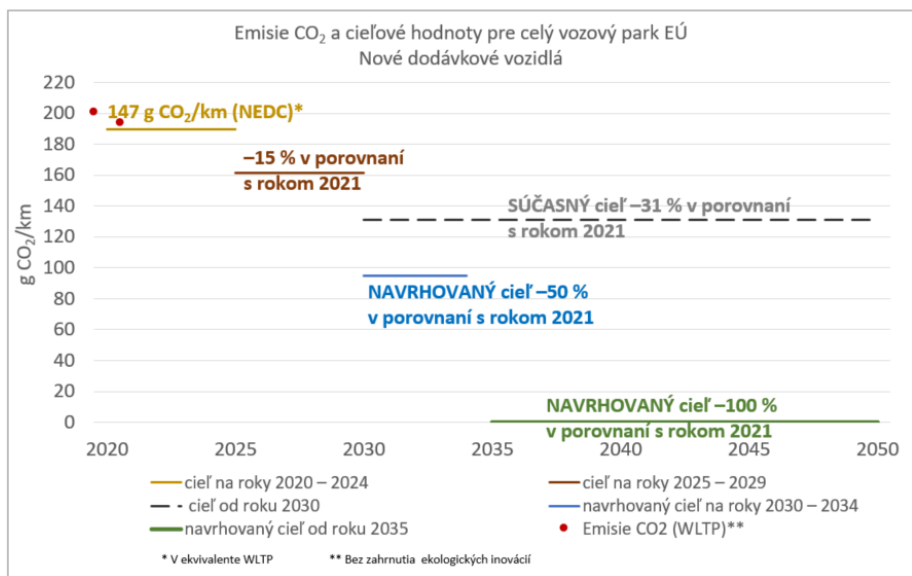 Emisie CO₂ a cieľové hodnoty pre celý vozový park EÚ
Nové dodávkové vozidlá
g CO₂/km
220
200
180
160
140
120
100
80
60
40
20
0
147 g CO₂/km (NEDC)*
–15 % v porovnaní
s rokom 2021
SÚČASNÝ cieľ –31 % v porovnaní
s rokom 2021
NAVRHOVANÝ cieľ –50 %
v porovnaní s rokom 2021
NAVRHOVANÝ cieľ –100 %
v porovnaní s rokom 2021
2020 2025 2030 2035 2040 2045 2050
cieľ na roky 2020 – 2024
cieľ na roky 2025 – 2029
cieľ od roku 2030
navrhovaný cieľ na roky 2030 – 2034
navrhovaný cieľ od roku 2035
Emisie CO2 (WLTP)**
* V ekvivalente WLTP
** Bez zahrnutia ekologických inovácií